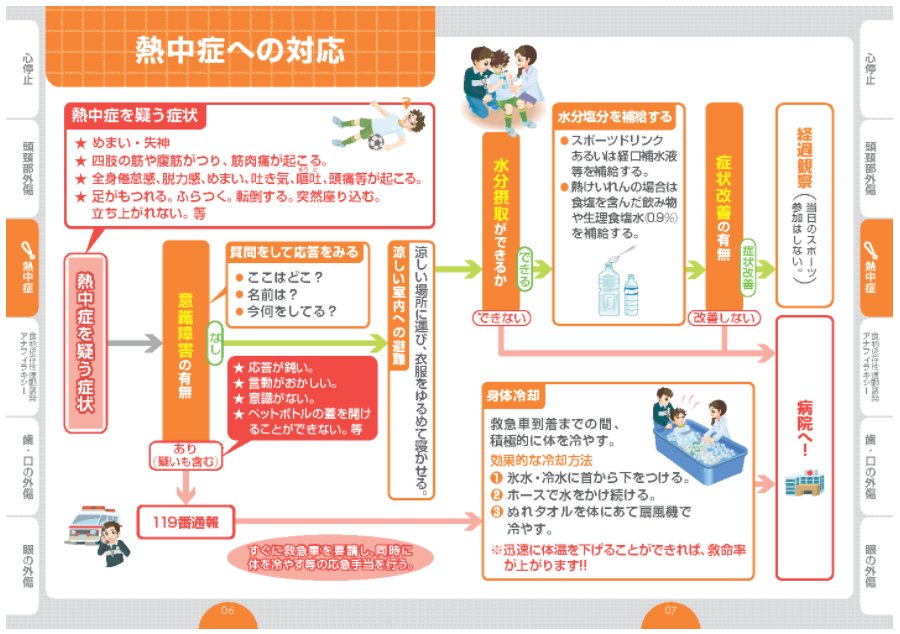 熱中症への対応
熱中症を疑う症状
★ めまい・失神
★ 四肢の筋や腹筋がつり、筋肉痛が起こる。
★ 全身倦怠感、脱力感、めまい、吐き気、嘔吐、頭痛等が起こる。
★ 足がもつれる。ふらつく。転倒する。突然座り込む。
立ち上がれない。等
熱中症を疑う症状
意識障害の有無
なし
質問をして応答をみる
● ここはどこ？
● 名前は？
● 今何をしてる？
★ 応答が鈍い。
★ 言動がおかしい。
★ 意識がない。
★ ペットボトルの蓋を開け
ることができない。等
あり
(疑いも含む)
119番通報
すぐに救急車を要請し、同時に
体を冷やす等の応急手当を行う。
涼しい室内への避難
涼しい場所に運び、衣服をゆるめて寝かせる。
水分摂取ができるか
できる
できない
水分塩分を補給する
● スポーツドリンク
あるいは経口補水液
等を補給する。
● 熱けいれんの場合は
食塩を含んだ飲み物
や生理食塩水(0.9%)
を補給する。
症状改善の有無
症状改善
改善しない
経過観察
(当日のスポーツ
参加はしない。)
身体冷却
救急車到着までの間、
積極的に体を冷やす。
効果的な冷却方法
❶ 氷水・冷水に首から下をつける。
❷ ホースで水をかけ続ける。
❸ ぬれタオルを体にあて扇風機で
冷やす。
※迅速に体温を下げることができれば、救命率
が上がります!!
病院へ！
心停止
頭頸部外傷
熱中症
食物依存性運動誘発
アナフィラキシー
歯・口の外傷
眼の外傷
心停止
頭頸部外傷
熱中症
食物依存性運動誘発
アナフィラキシー
歯・口の外傷
眼の外傷
06
07